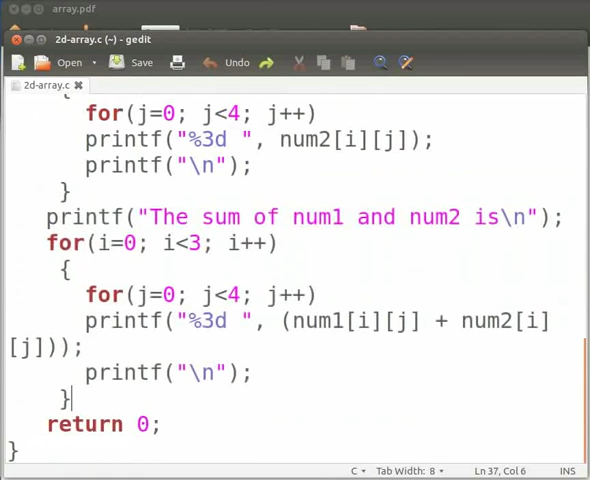 array.pdf
2d-array.c (~) - gedit
Open Save Undo
2d-array.c
{
for(j=0; j<4; j++)
printf("%3d ", num2[i][j]);
printf("\n");
}
printf("The sum of num1 and num2 is\n");
for(i=0; i<3; i++)
{
for(j=0; j<4; j++)
printf("%3d ", (num1[i][j] + num2[i]
[j]));
printf("\n");
}
return 0;
}
C Tab Width: 8 Ln 37, Col 6 INS